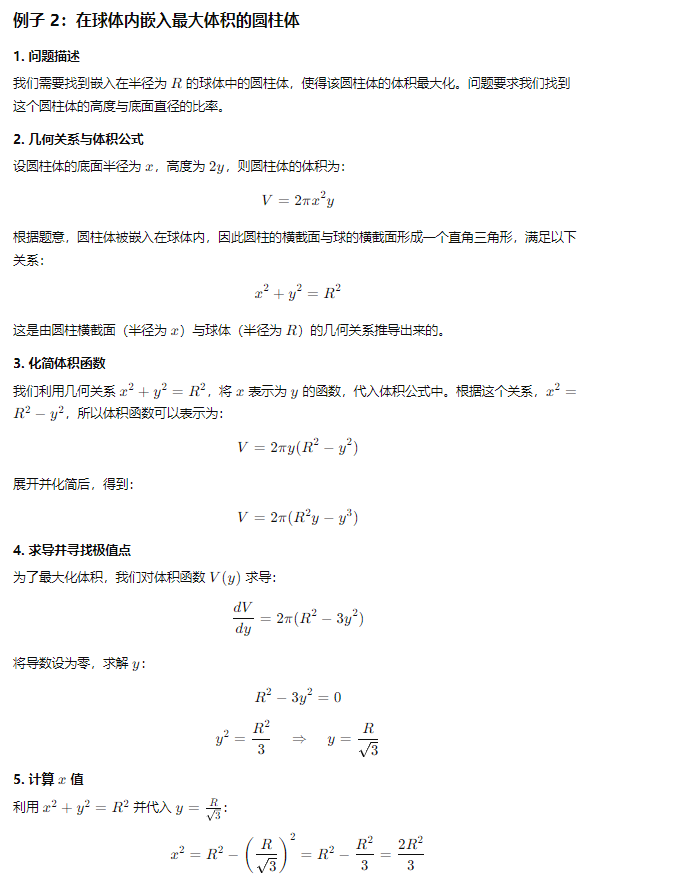 例子 2：在球体内嵌入最大体积的圆柱体
1. 问题描述
我们需要找到嵌入在半径为 R 的球体中的圆柱体，使得该圆柱体的体积最大化。问题要求我们找到
这个圆柱体的高度与底面直径的比率。
2. 几何关系与体积公式
设圆柱体的底面半径为 x，高度为 2y，则圆柱体的体积为：
V = 2πx²y
根据题意，圆柱体被嵌入在球体内，因此圆柱的横截面与球的横截面形成一个直角三角形，满足以下
关系：
x² + y² = R²
这是由圆柱横截面（半径为 x）与球体（半径为 R）的几何关系推导出来的。
3. 化简体积函数
我们利用几何关系 x² + y² = R²，将 x 表示为 y 的函数，代入体积公式中。根据这个关系，x² =
R² − y²，所以体积函数可以表示为：
V = 2πy(R² − y²)
展开并化简后，得到：
V = 2π(R²y − y³)
4. 求导并寻找极值点
为了最大化体积，我们对体积函数 V(y) 求导：
dV/dy = 2π(R² − 3y²)
将导数设为零，求解 y：
R² − 3y² = 0
y² = R²/3 ⇒ y = R/√3
5. 计算 x 值
利用 x² + y² = R² 并代入 y = R/√3：
x² = R² − (R/√3)² = R² − R²/3 = 2R²/3